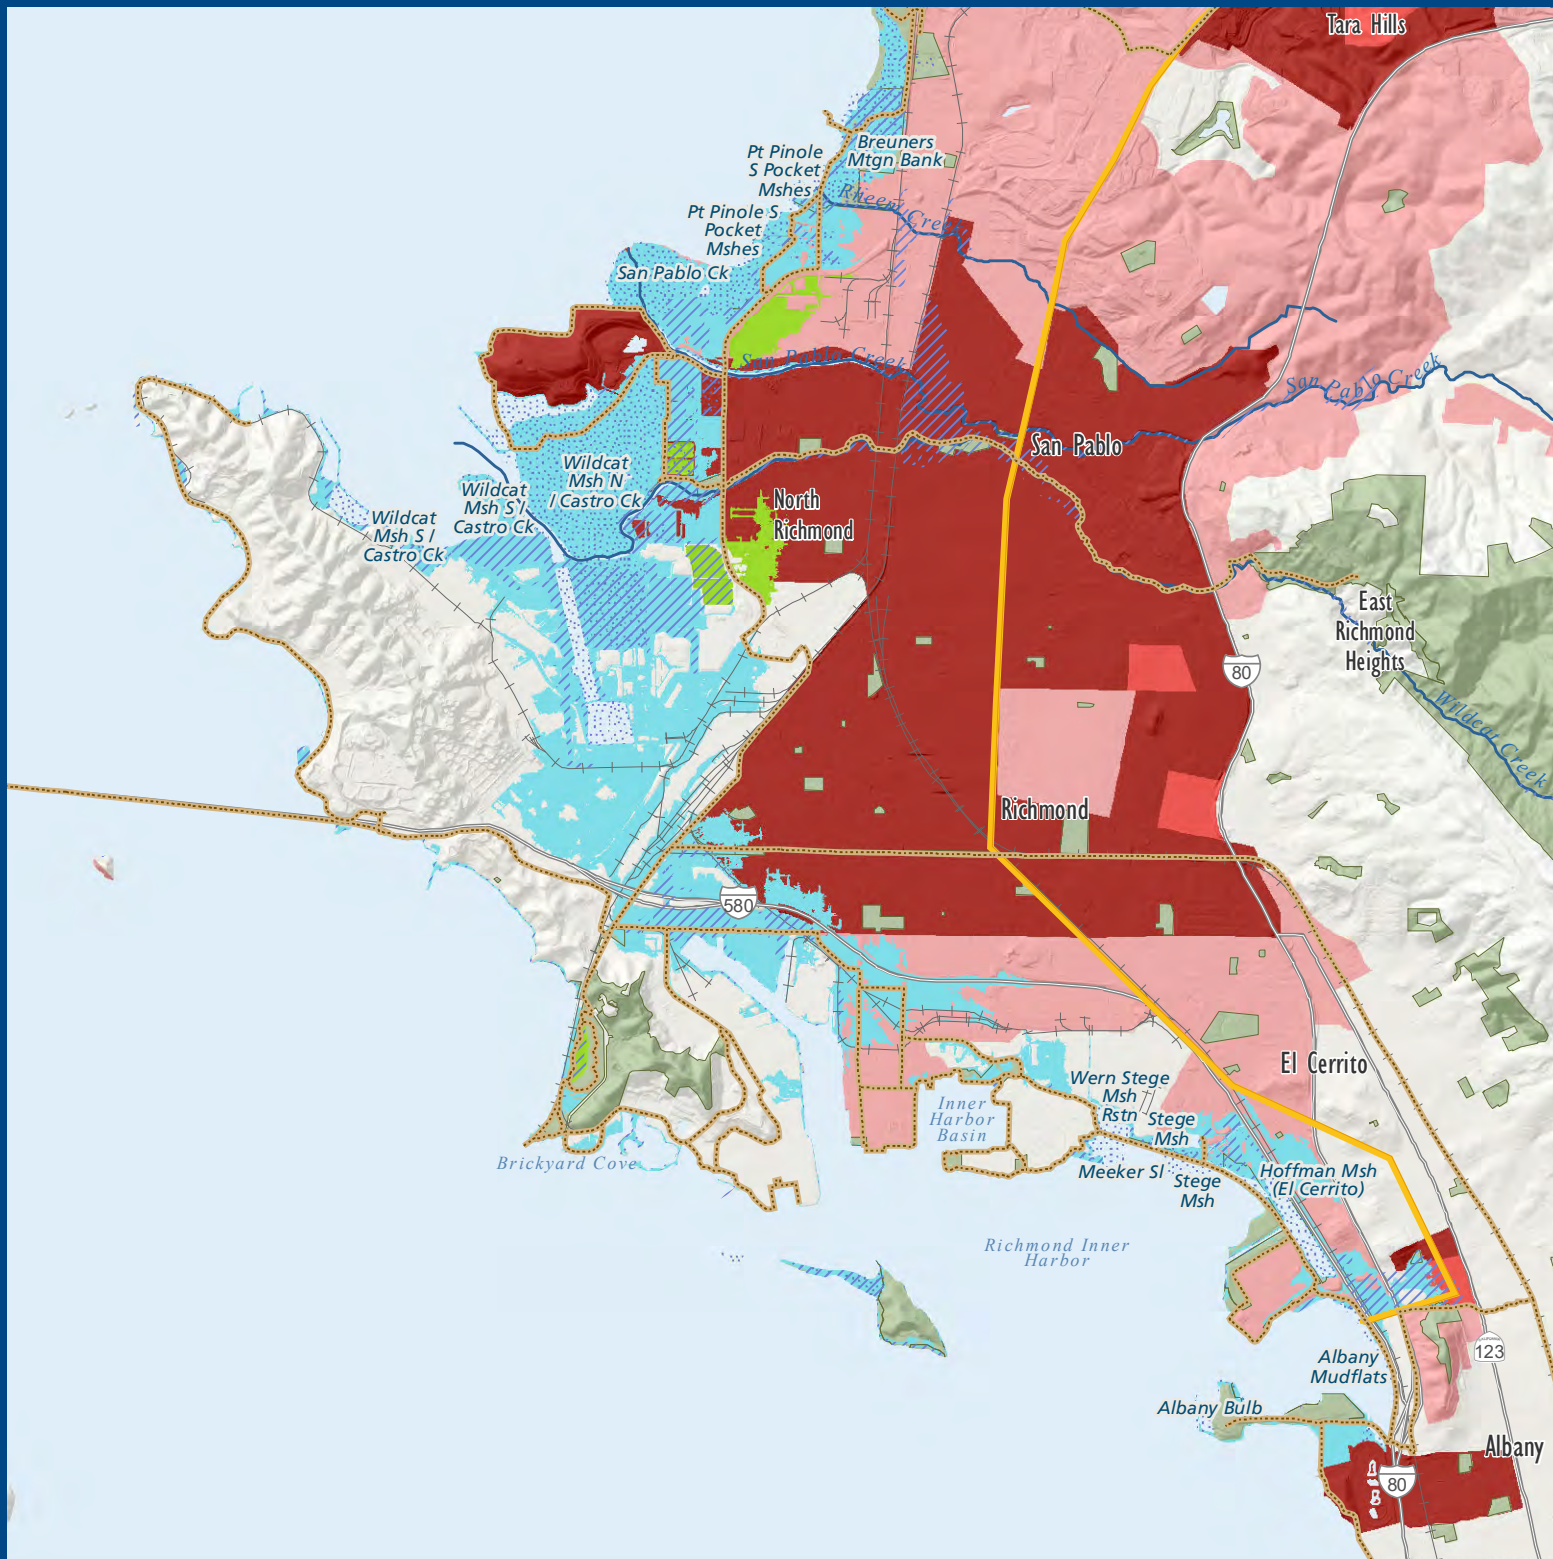 Tara Hills
Pt Pinole
S Pocket
Mshes
Breuners
Mtgn Bank
Rheem Creek
Pt Pinole S
Pocket
Mshes
San Pablo Ck
San Pablo Creek
San Pablo Creek
San Pablo
Wildcat
Msh N
/ Castro Ck
Wildcat
Msh S /
Castro Ck
Wildcat
Msh S /
Castro Ck
North
Richmond
East
Richmond
Heights
80
Wildcat Creek
Richmond
580
El Cerrito
Wern Stege
Msh
Rstn
Stege
Msh
Inner
Harbor
Basin
Brickyard Cove
Meeker Sl
Stege
Msh
Hoffman Msh
(El Cerrito)
Richmond Inner
Harbor
CALIFORNIA
123
Albany
Mudflats
Albany Bulb
Albany
80